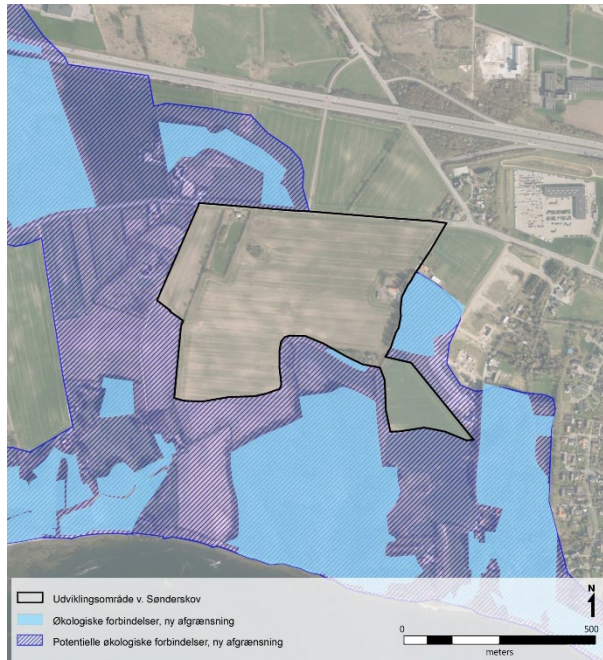 Udviklingsområde v. Sønderskov
Økologiske forbindelser, ny afgrænsning
Potentielle økologiske forbindelser, ny afgrænsning
N
0 500
meters